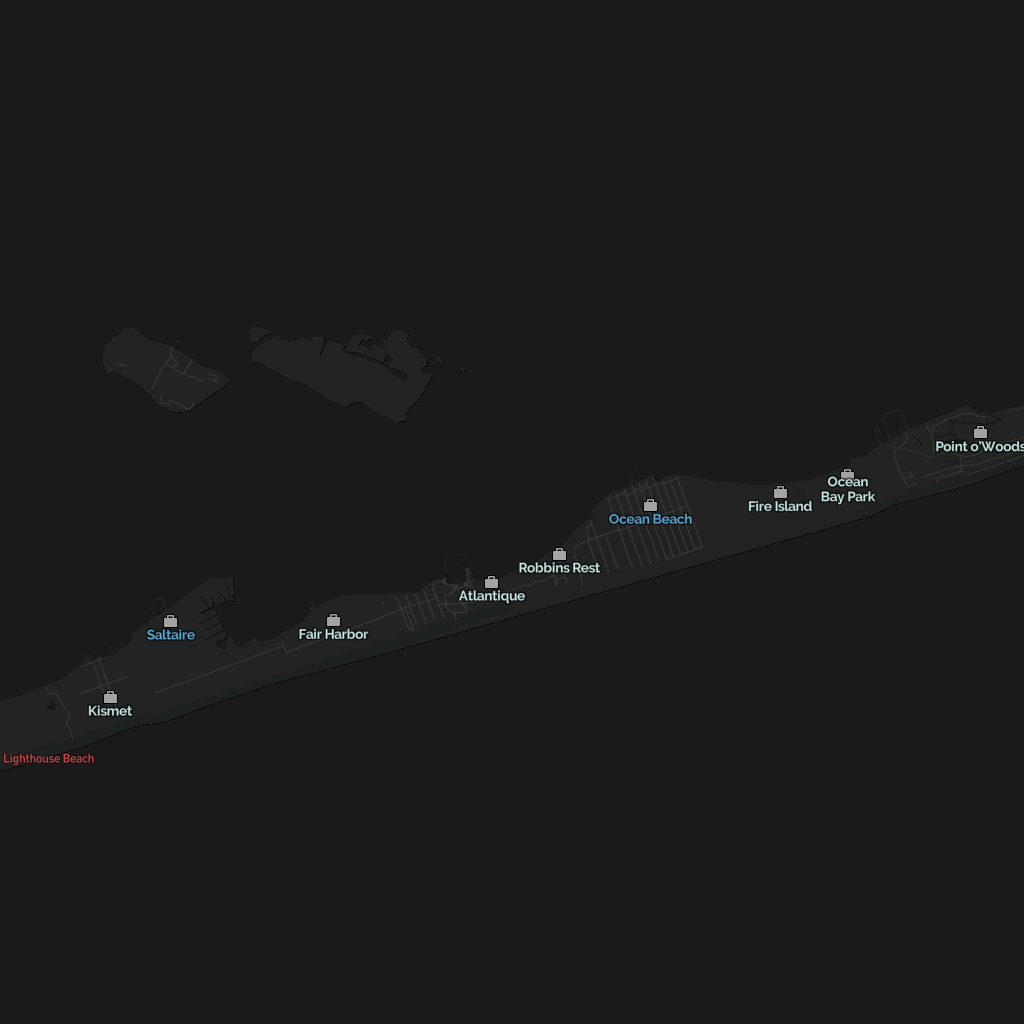 Point o'Woods
Ocean
Bay Park
Fire Island
Ocean Beach
Robbins Rest
Atlantique
Fair Harbor
Saltaire
Kismet
Lighthouse Beach